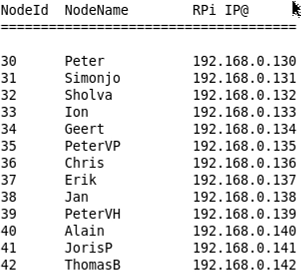 NodeId  NodeName        RPi IP@
=====================================
30      Peter           192.168.0.130
31      Simonjo         192.168.0.131
32      Sholva          192.168.0.132
33      Ion             192.168.0.133
34      Geert           192.168.0.134
35      PeterVP         192.168.0.135
36      Chris           192.168.0.136
37      Erik            192.168.0.137
38      Jan             192.168.0.138
39      PeterVH         192.168.0.139
40      Alain           192.168.0.140
41      JorisP          192.168.0.141
42      ThomasB         192.168.0.142